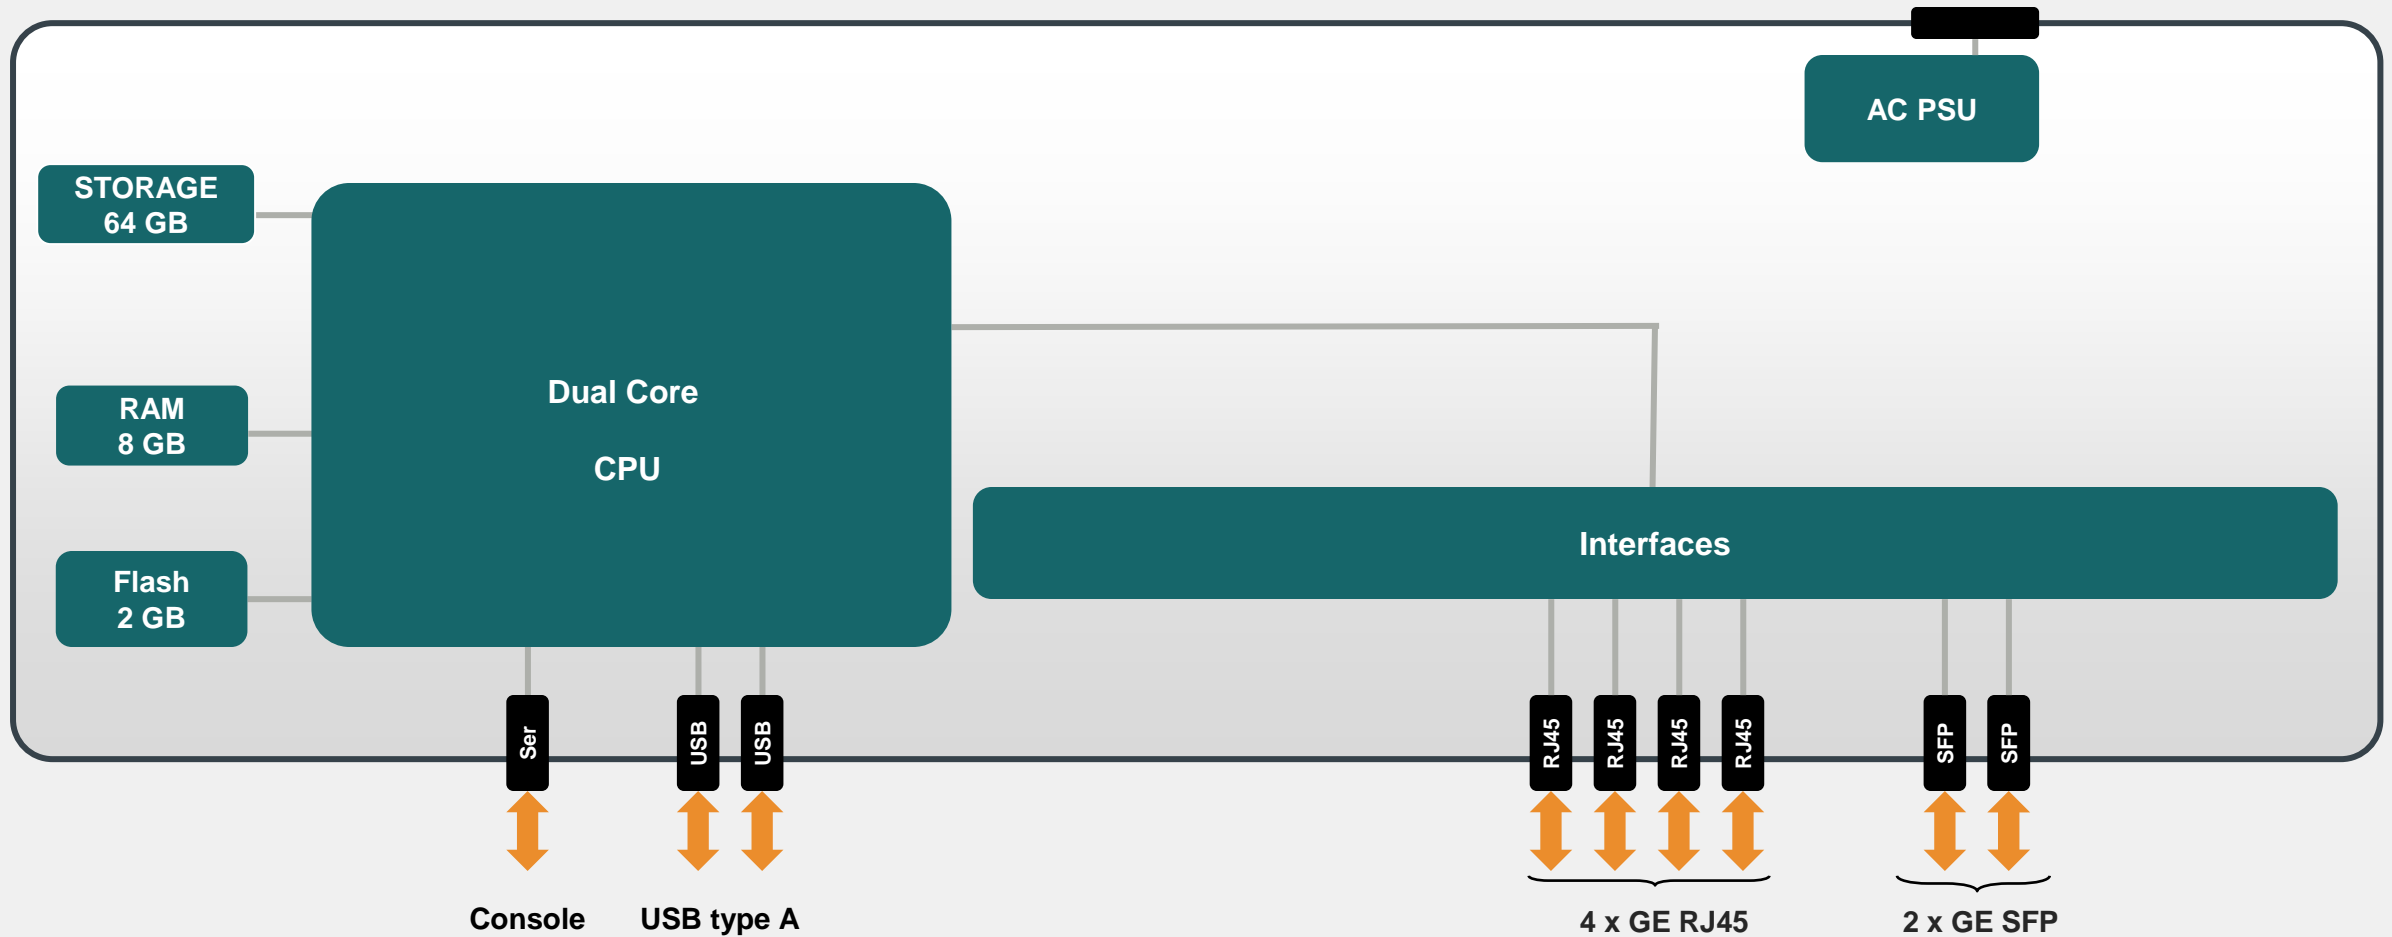 AC PSU
STORAGE
64 GB
RAM
8 GB
Flash
2 GB
Dual Core
CPU
Interfaces
Ser
USB
USB
RJ45
RJ45
RJ45
RJ45
SFP
SFP
Console
USB type A
4 x GE RJ45
2 x GE SFP